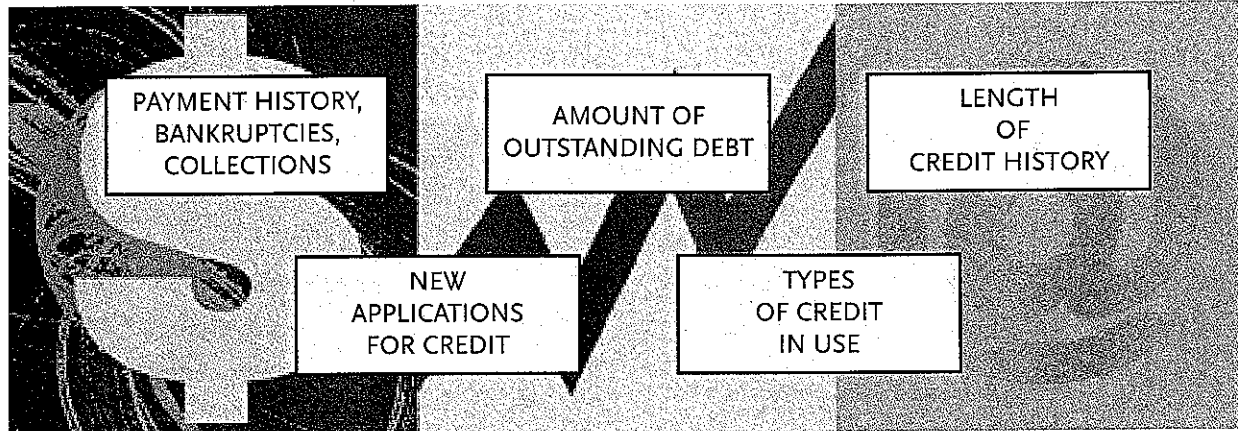 PAYMENT HISTORY,
BANKRUPTCIES,
COLLECTIONS
AMOUNT OF
OUTSTANDING DEBT
LENGTH
OF
CREDIT HISTORY
NEW
APPLICATIONS
FOR CREDIT
TYPES
OF CREDIT
IN USE